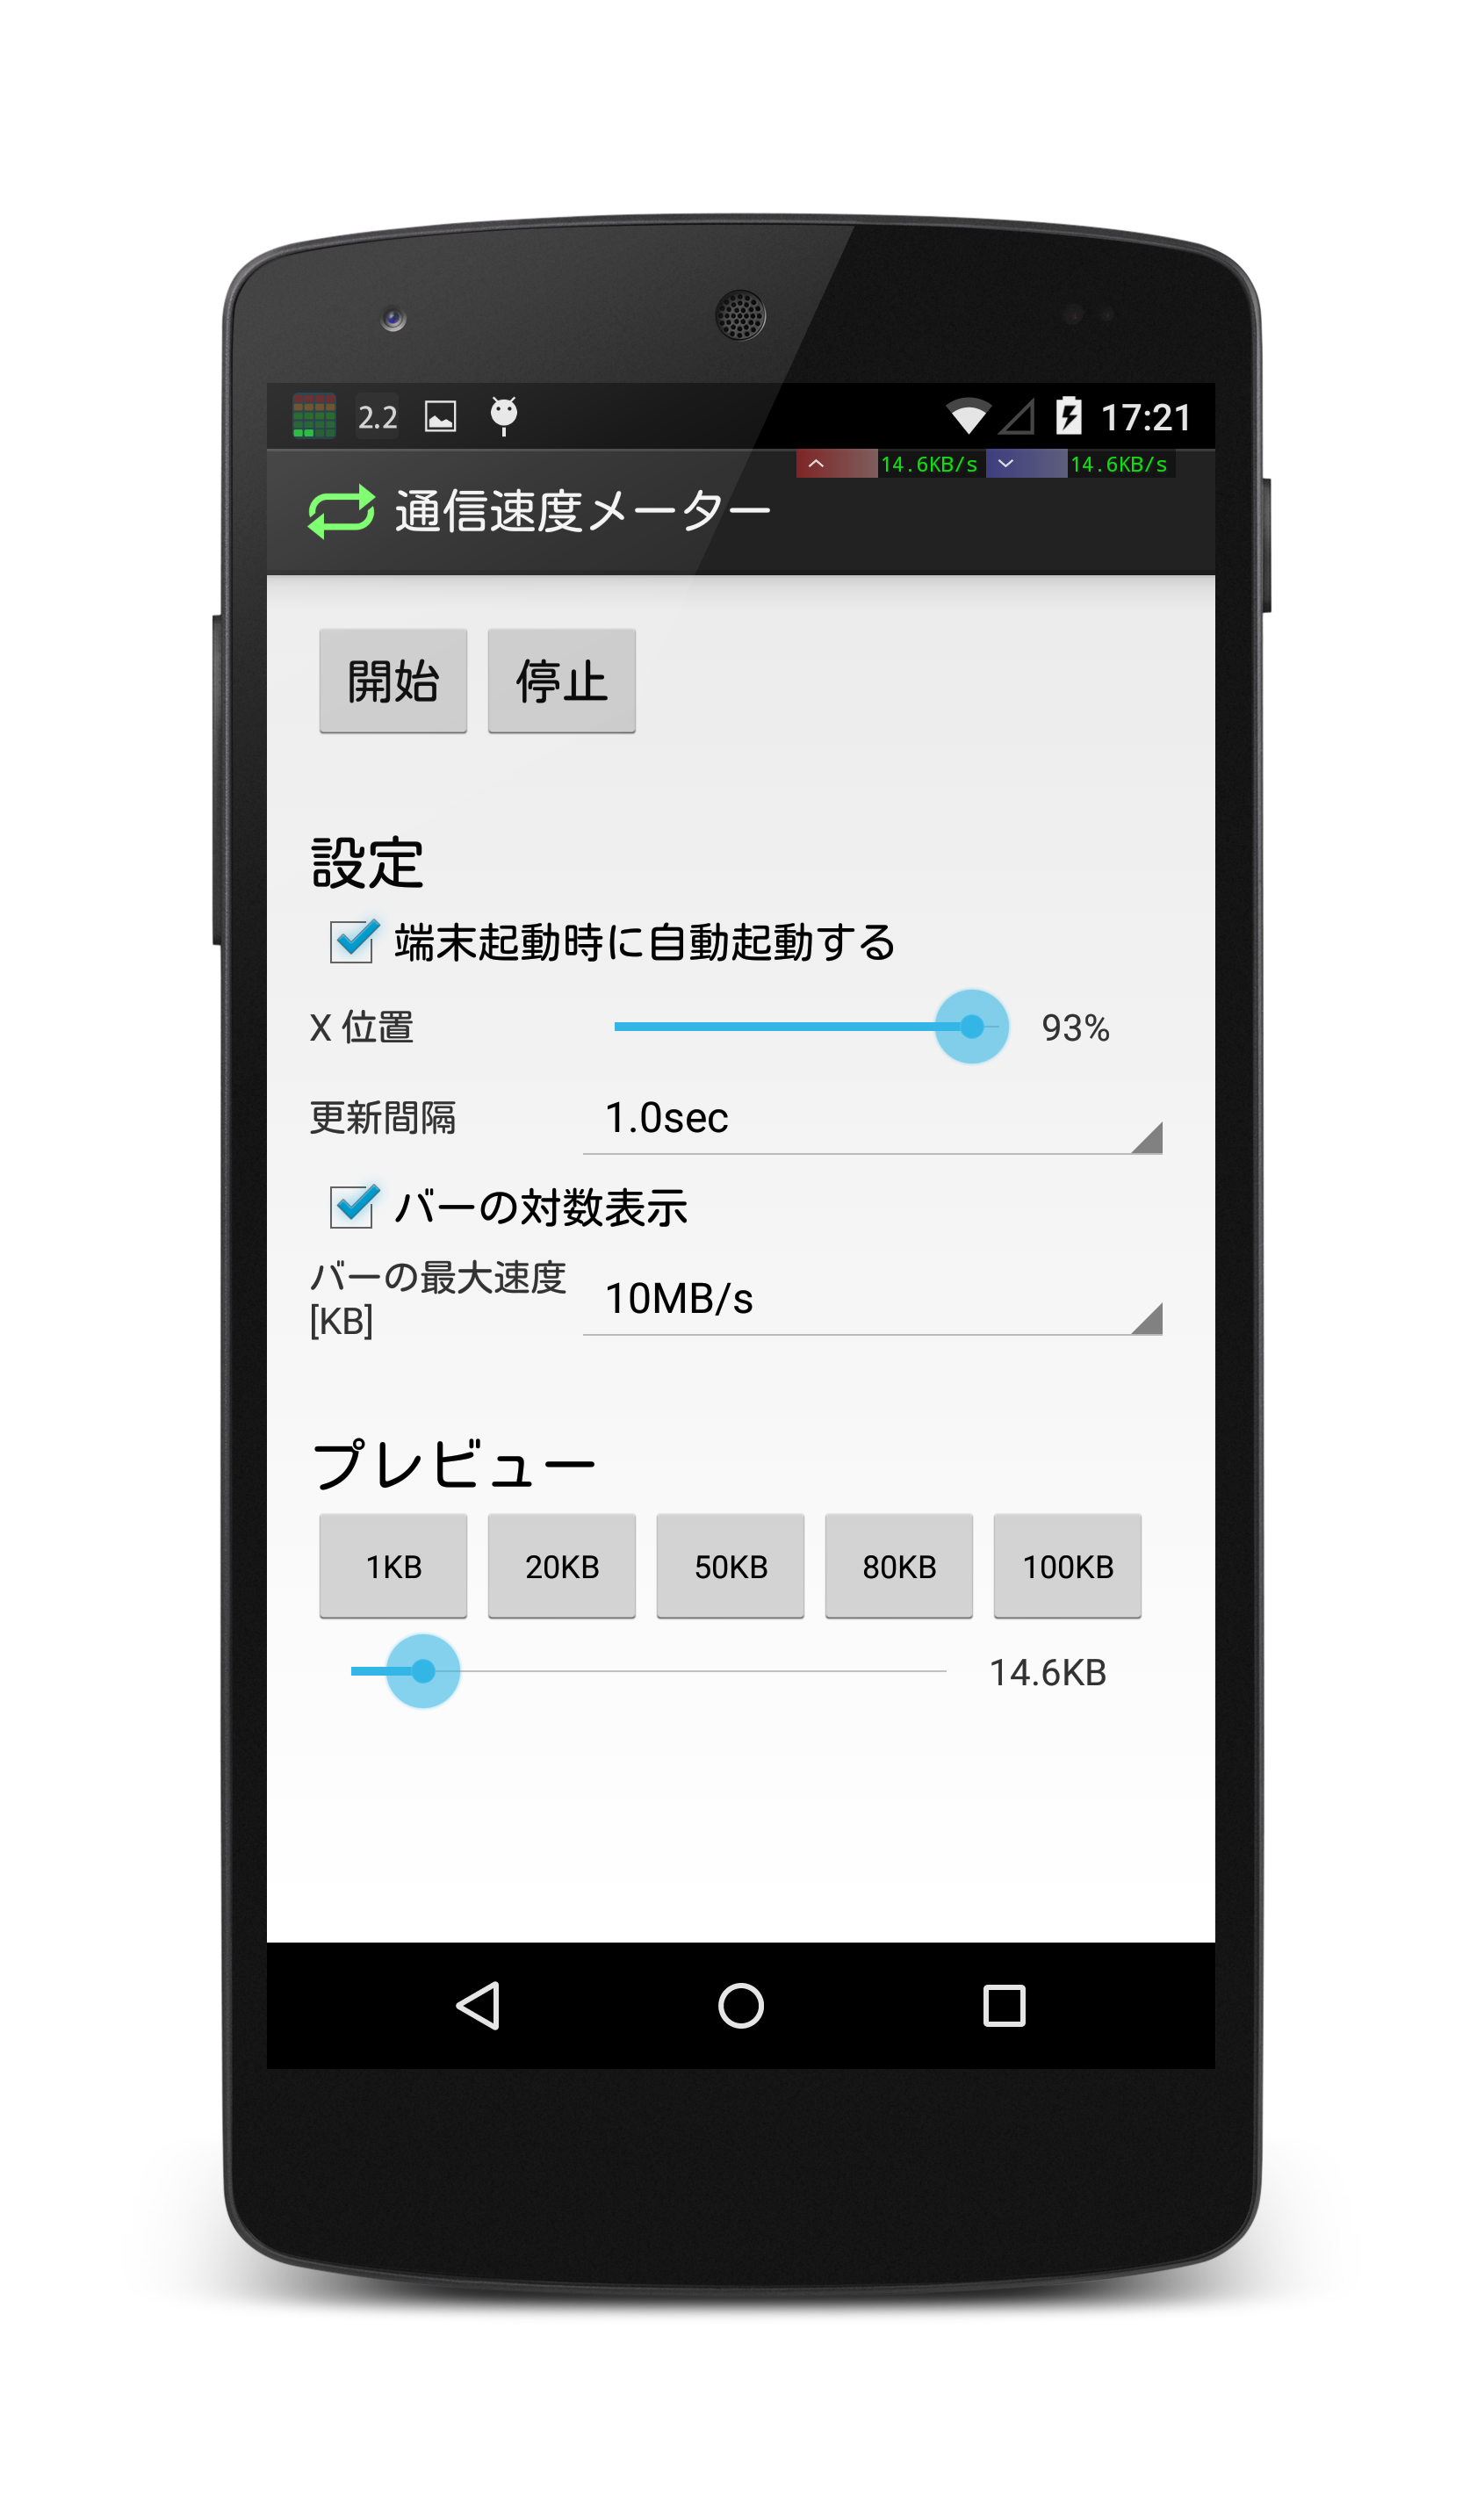 2.2
17:21
14.6KB/s 14.6KB/s
通信速度メーター
開始 停止
設定
端末起動時に自動起動する
X 位置 93%
更新間隔 1.0sec
バーの対数表示
バーの最大速度
[KB] 10MB/s
プレビュー
1KB 20KB 50KB 80KB 100KB
14.6KB